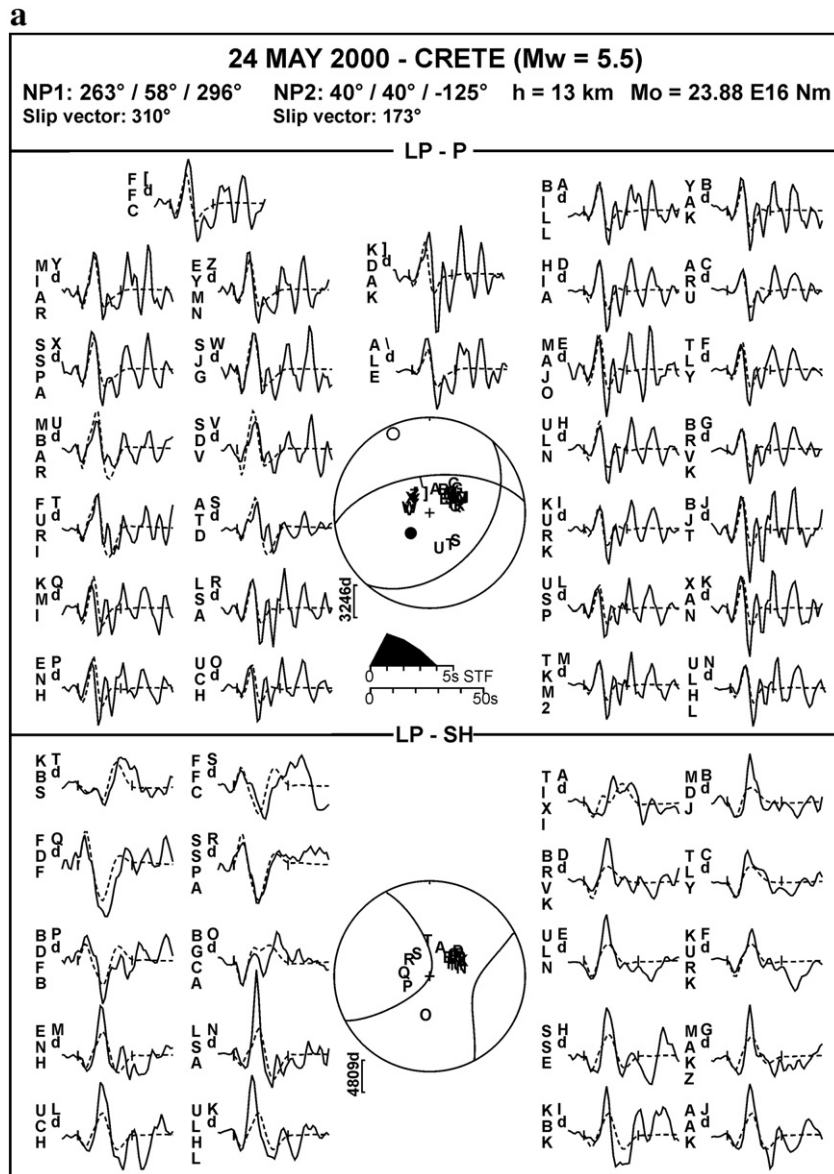 a
24 MAY 2000 - CRETE (Mw = 5.5)
NP1: 263° / 58° / 296° NP2: 40° / 40° / -125° h = 13 km Mo = 23.88 E16 Nm
Slip vector: 310° Slip vector: 173°
LP - P
FFC [ d
BILL A d
YAK B d
MIAR Y d
EYMN Z d
KDAK ] d
HIA D d
ARU C d
SSPA X d
SJG W d
ALE \ d
MAJO E d
TLY F d
MBAR U d
SDV V d
ULN H d
BRVK G d
FURI T d
ATD S d
KURK I d
BJT J d
KMI Q d
LSA R d
USP L d
XAN K d
ENH P d
UCH O d
TKM2 M d
ULHL N d
A
U T S
3246d
0 5s STF
0 50s
LP - SH
KBS T d
FFC S d
TIXI A d
MDJ B d
FDF Q d
SSPA R d
BRVK D d
TLY C d
BDFB P d
BGCA O d
ULN E d
KURK F d
ENH M d
LSA N d
SSE H d
MAKZ G d
UCH L d
ULHL K d
KBK I d
AAK J d
T A
R S
Q
P
O
4809d